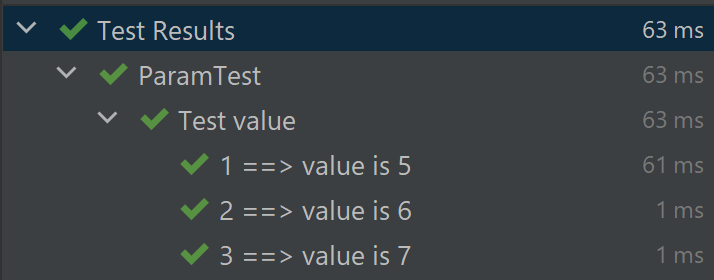 Test Results 63 ms
ParamTest 63 ms
Test value 63 ms
1 ==> value is 5 61 ms
2 ==> value is 6 1 ms
3 ==> value is 7 1 ms